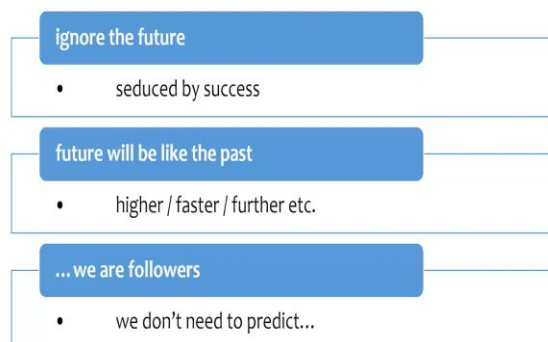 ignore the future
• seduced by success
future will be like the past
• higher / faster / further etc.
... we are followers
• we don't need to predict...